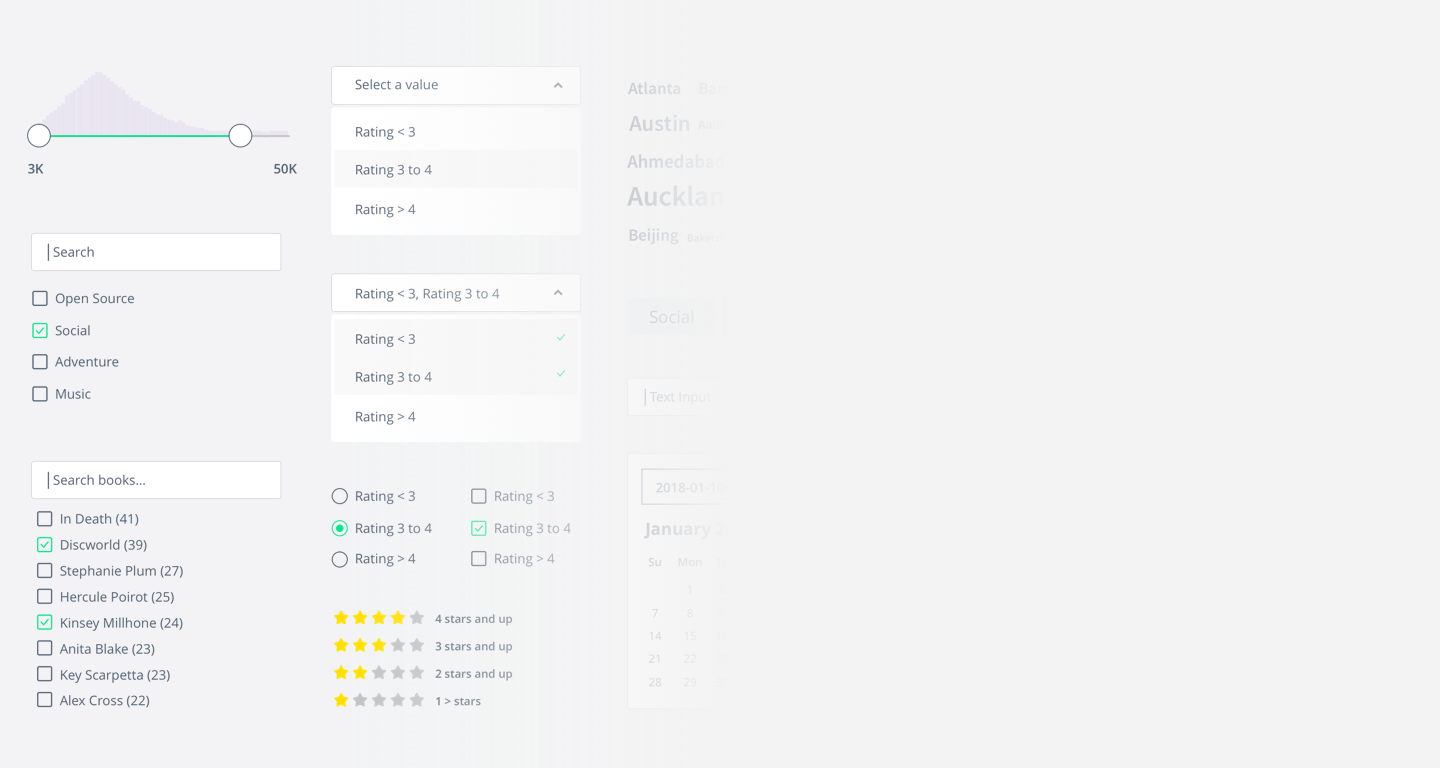 3K
50K
Search
Open Source
Social
Adventure
Music
Search books...
In Death (41)
Discworld (39)
Stephanie Plum (27)
Hercule Poirot (25)
Kinsey Millhone (24)
Anita Blake (23)
Key Scarpetta (23)
Alex Cross (22)
Select a value
Rating < 3
Rating 3 to 4
Rating > 4
Rating < 3, Rating 3 to 4
Rating < 3
Rating 3 to 4
Rating > 4
Rating < 3
Rating 3 to 4
Rating > 4
Rating < 3
Rating 3 to 4
Rating > 4
4 stars and up
3 stars and up
2 stars and up
1 > stars
Atlanta
Austin
Ahmedabad
Aucklan
Beijing
Social
Text Input
2018-01-
January 2
Su Mon
1
7 8
14 15
21 22
28 29